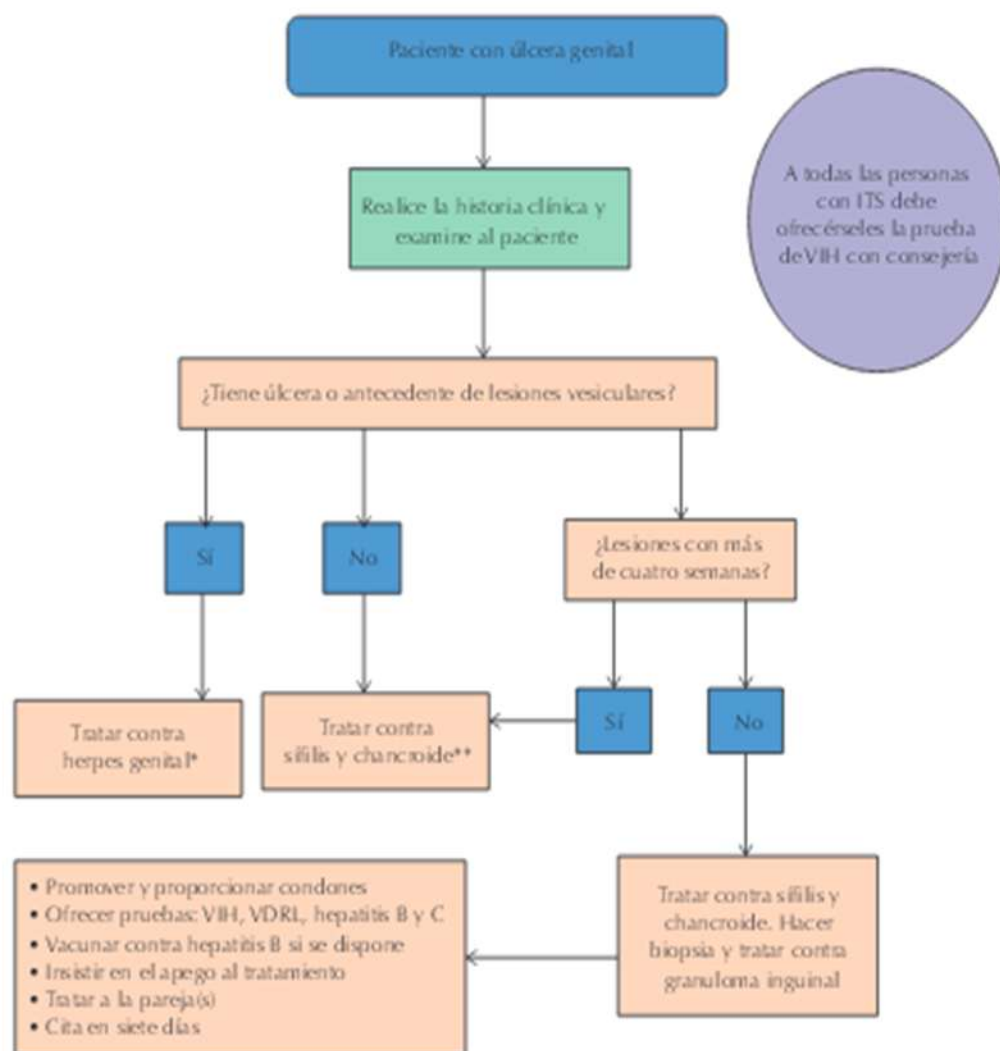 Paciente con úlcera genital
A todas las personas
con ITS debe
ofrecérseles la prueba
de VIH con consejería
Realice la historia clínica y
examine al paciente
¿Tiene úlcera o antecedente de lesiones vesiculares?
Sí
No
¿Lesiones con más
de cuatro semanas?
Tratar contra
herpes genital*
Tratar contra
sífilis y chancroide**
Sí
No
• Promover y proporcionar condones
• Ofrecer pruebas: VIH, VDRL, hepatitis B y C
• Vacunar contra hepatitis B si se dispone
• Insistir en el apego al tratamiento
• Tratar a la pareja(s)
• Cita en siete días
Tratar contra sífilis y
chancroide. Hacer
biopsia y tratar contra
granuloma inguinal